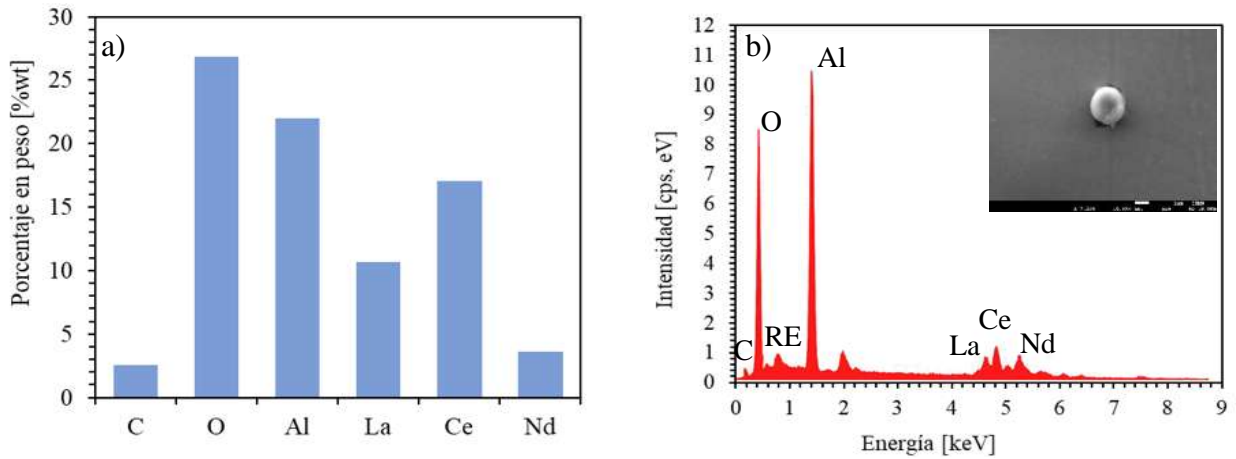 a)
Porcentaje en peso [%wt]
30
25
20
15
10
5
0
C O Al La Ce Nd
b)
Intensidad [cps. eV]
12
11
10
9
8
7
6
5
4
3
2
1
0
Al
O
C
RE
La
Ce
Nd
0 1 2 3 4 5 6 7 8 9
Energía [keV]